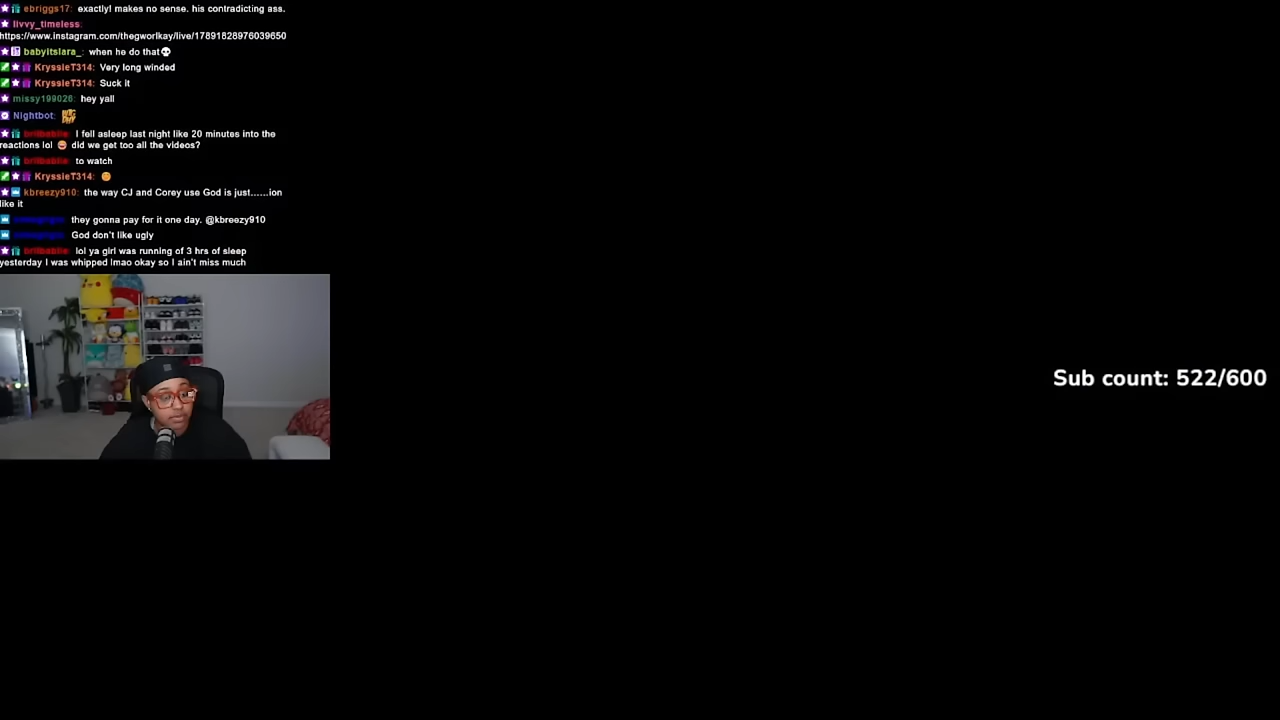 ebriggs17: exactly! makes no sense. his contradicting ass.
livvy_timeless:
https://www.instagram.com/thegworlkay/live/17891828976039650
babyitslara_: when he do that
KryssieT314: Very long winded
KryssieT314: Suck it
missy199026: hey yall
Nightbot:
I fell asleep last night like 20 minutes into the
reactions lol did we get too all the videos?
to watch
KryssieT314:
kbreezy910: the way CJ and Corey use God is just……ion
like it
they gonna pay for it one day. @kbreezy910
God don't like ugly
lol ya girl was running of 3 hrs of sleep
yesterday I was whipped lmao okay so I ain't miss much
Sub count: 522/600